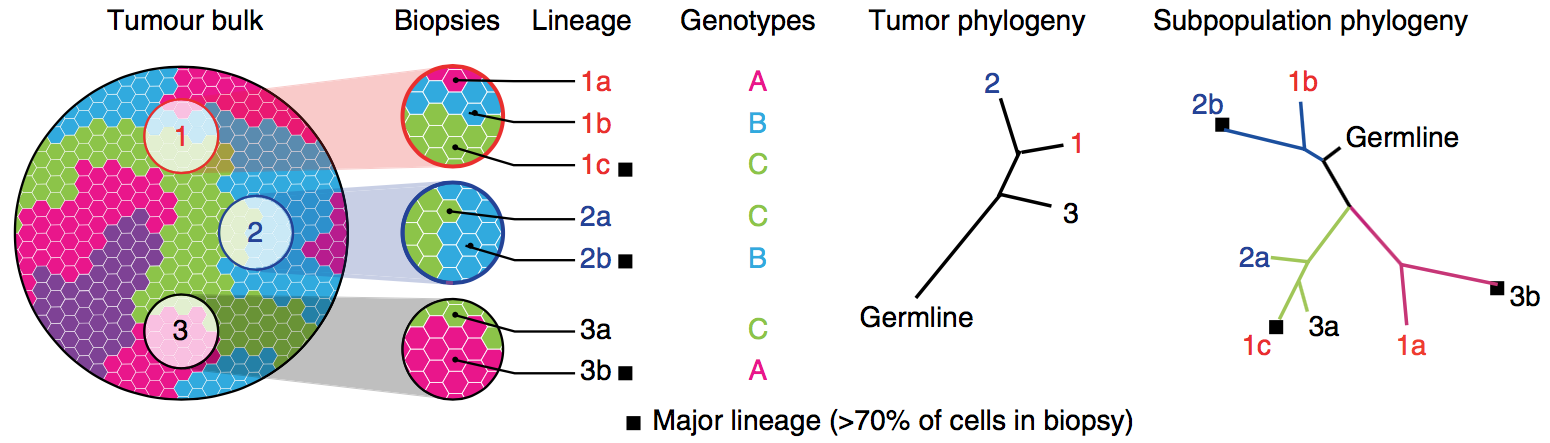 Tumour bulk
Biopsies
Lineage
Genotypes
Tumor phylogeny
Subpopulation phylogeny
1
2
3
1a
1b
1c
2a
2b
3a
3b
A
B
C
C
B
C
A
2
1
3
Germline
2b
1b
Germline
2a
1c
3a
1a
3b
Major lineage (>70% of cells in biopsy)